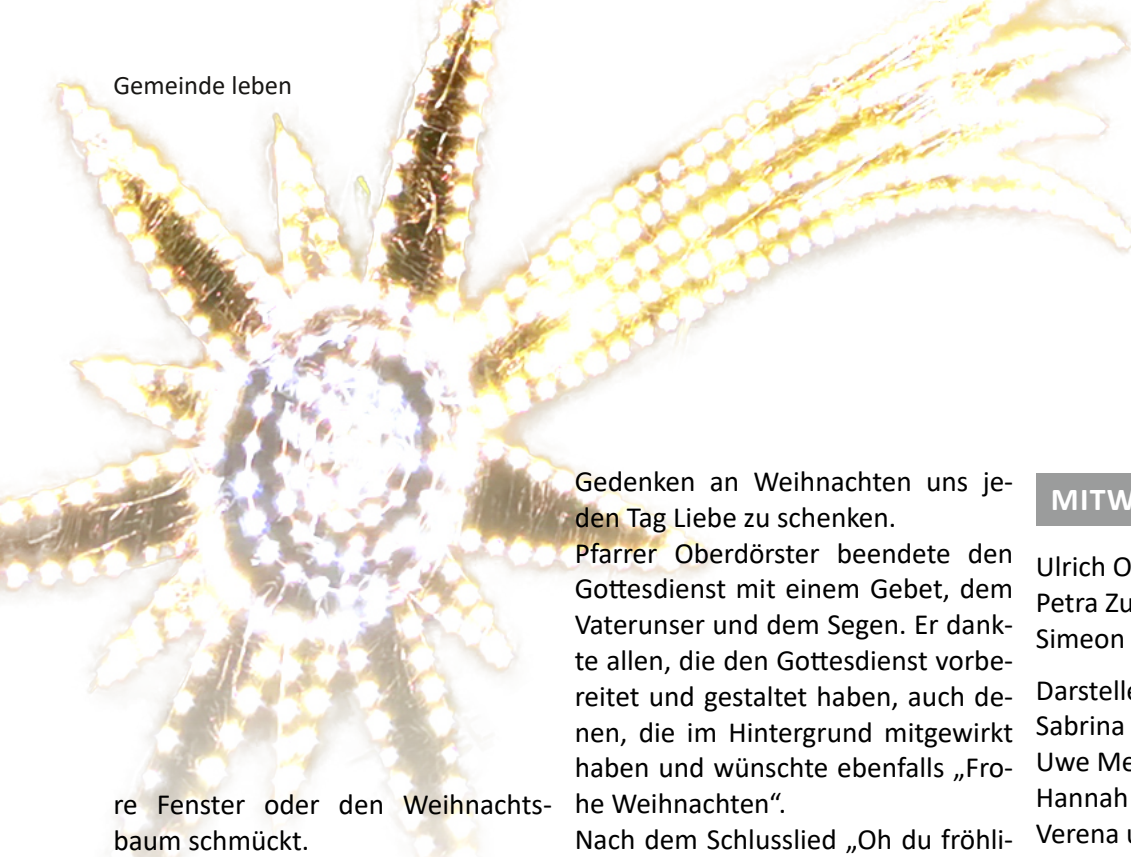 Gemeinde leben
re Fenster oder den Weihnachts-
baum schmückt.
Gedenken an Weihnachten uns je-
den Tag Liebe zu schenken.
Pfarrer Oberdörster beendete den
Gottesdienst mit einem Gebet, dem
Vaterunser und dem Segen. Er dank-
te allen, die den Gottesdienst vorbe-
reitet und gestaltet haben, auch de-
nen, die im Hintergrund mitgewirkt
haben und wünschte ebenfalls „Fro-
he Weihnachten“.
Nach dem Schlusslied „Oh du fröhli-
MITW
Ulrich O
Petra Zu
Simeon
Darstelle
Sabrina
Uwe Me
Hannah
Verena u